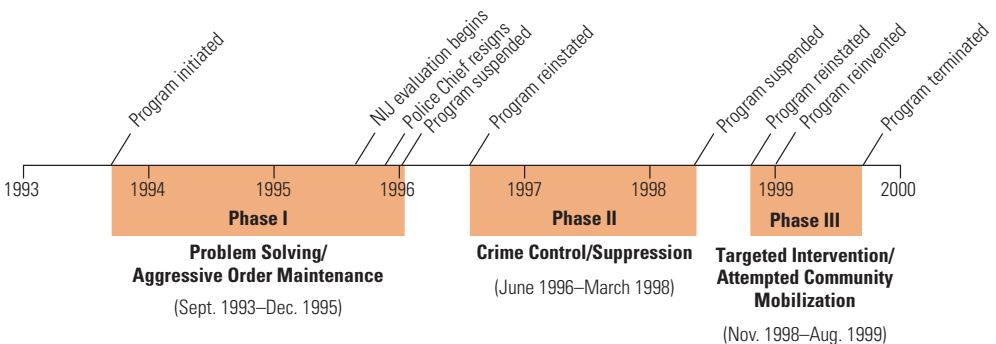 Program initiated
NIJ evaluation begins
Police Chief resigns
Program suspended
Program reinstated
Program suspended
Program reinstated
Program reinvented
Program terminated
1993
1994
1995
1996
1997
1998
1999
2000
Phase I
Phase II
Phase III
Problem Solving/
Aggressive Order Maintenance
(Sept. 1993–Dec. 1995)
Crime Control/Suppression
(June 1996–March 1998)
Targeted Intervention/
Attempted Community
Mobilization
(Nov. 1998–Aug. 1999)